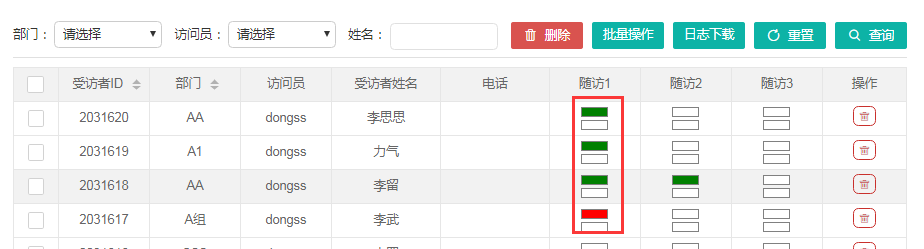 部门： 请选择 访问员： 请选择 姓名： 删除 批量操作 日志下载 重置 查询
受访者ID 部门 访问员 受访者姓名 电话 随访1 随访2 随访3 操作
2031620 AA dongss 李思思
2031619 A1 dongss 力气
2031618 AA dongss 李留
2031617 A组 dongss 李武